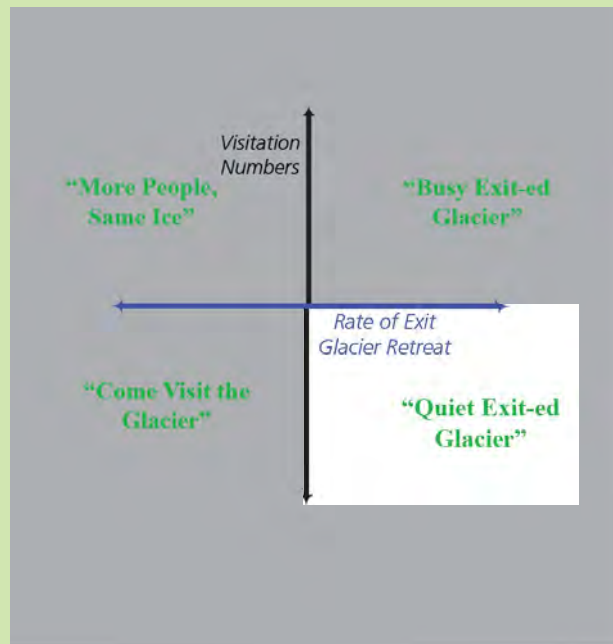 Visitation
Numbers
“More People,
Same Ice”
“Busy Exit-ed
Glacier”
Rate of Exit
Glacier Retreat
“Come Visit the
Glacier”
“Quiet Exit-ed
Glacier”